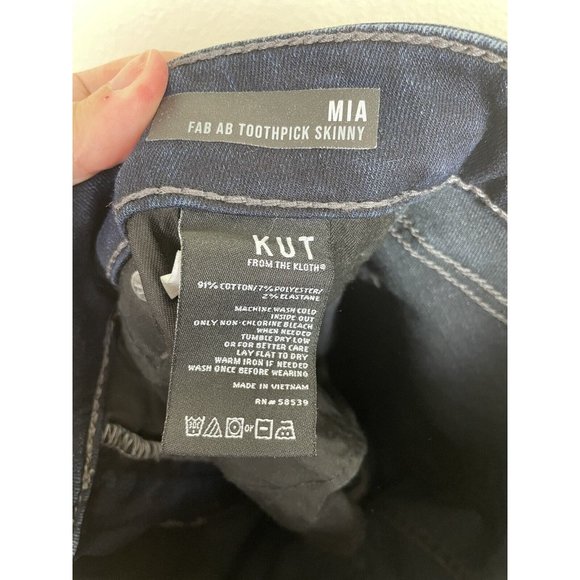 MIA
FAB AB TOOTHPICK SKINNY
KUT
FROM THE KLOTH®
91% COTTON/7% POLYESTER/
2% ELASTANE
MACHINE WASH COLD
INSIDE OUT
ONLY NON-CHLORINE BLEACH
WHEN NEEDED
TUMBLE DRY LOW
OR FOR BETTER CARE
LAY FLAT TO DRY
WARM IRON IF NEEDED
WASH ONCE BEFORE WEARING
MADE IN VIETNAM
RN# 58539
or